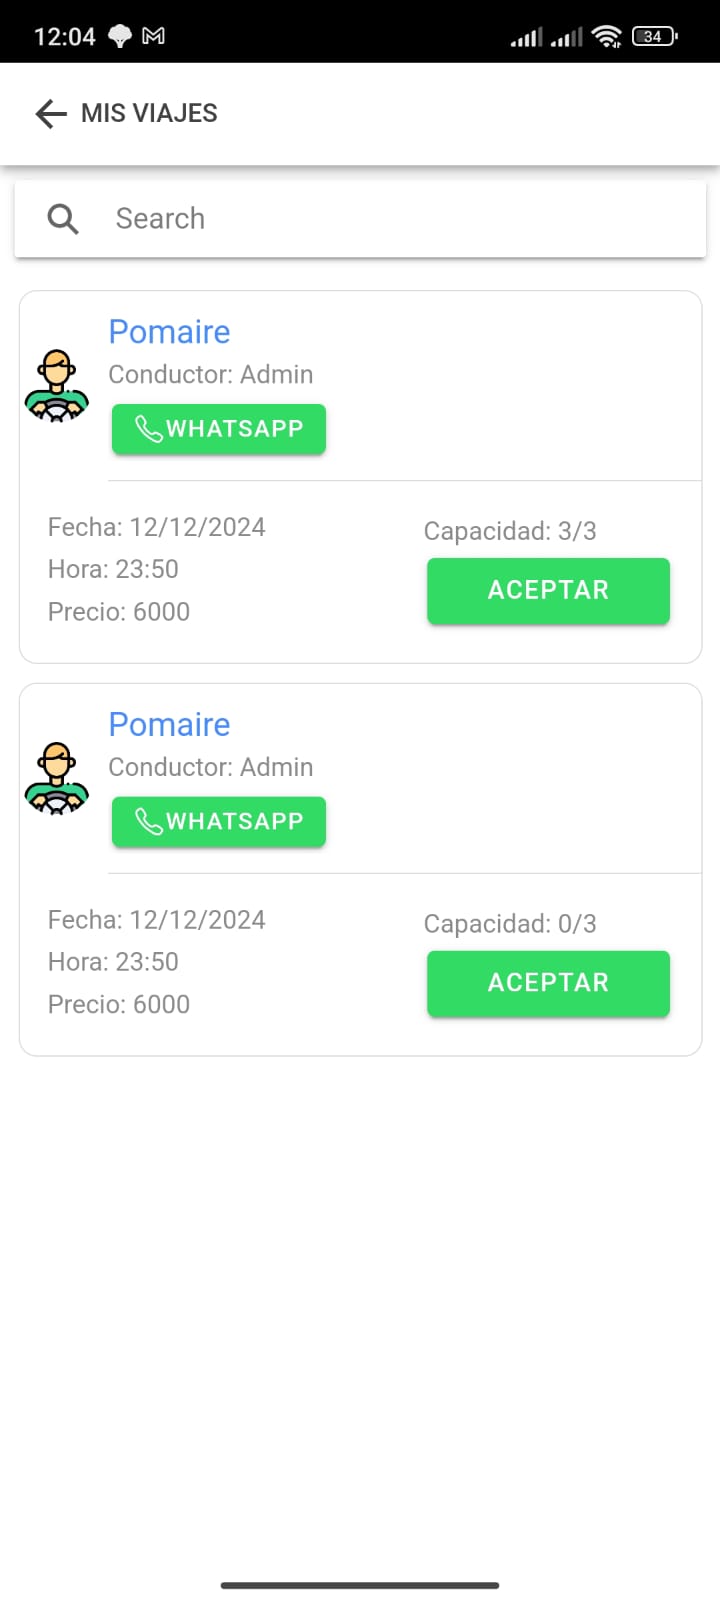 12:04
34
MIS VIAJES
Search
Pomaire
Conductor: Admin
WHATSAPP
Fecha: 12/12/2024
Hora: 23:50
Precio: 6000
Capacidad: 3/3
ACEPTAR
Pomaire
Conductor: Admin
WHATSAPP
Fecha: 12/12/2024
Hora: 23:50
Precio: 6000
Capacidad: 0/3
ACEPTAR